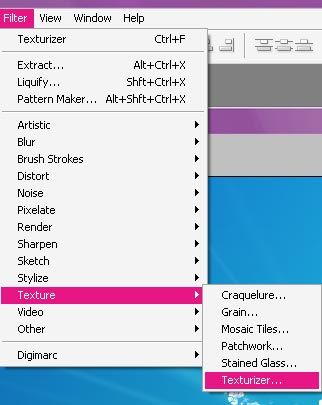 Filter View Window Help
Texturizer Ctrl+F
Extract... Alt+Ctrl+X
Liquify... Shft+Ctrl+X
Pattern Maker... Alt+Shft+Ctrl+X
Artistic
Blur
Brush Strokes
Distort
Noise
Pixelate
Render
Sharpen
Sketch
Stylize
Texture
Video
Other
Digimarc
Craquelure...
Grain...
Mosaic Tiles...
Patchwork...
Stained Glass...
Texturizer...